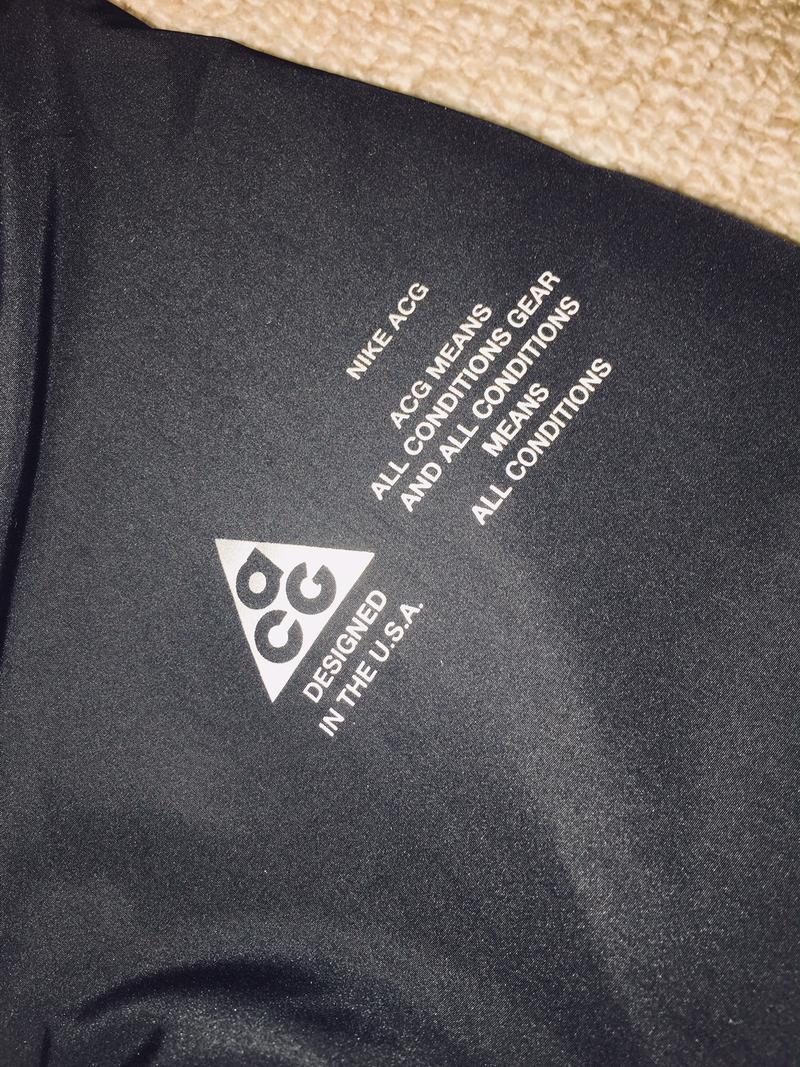 NIKE ACG
ACG MEANS
ALL CONDITIONS GEAR
AND ALL CONDITIONS
MEANS
ALL CONDITIONS
aCG
DESIGNED
IN THE U.S.A.